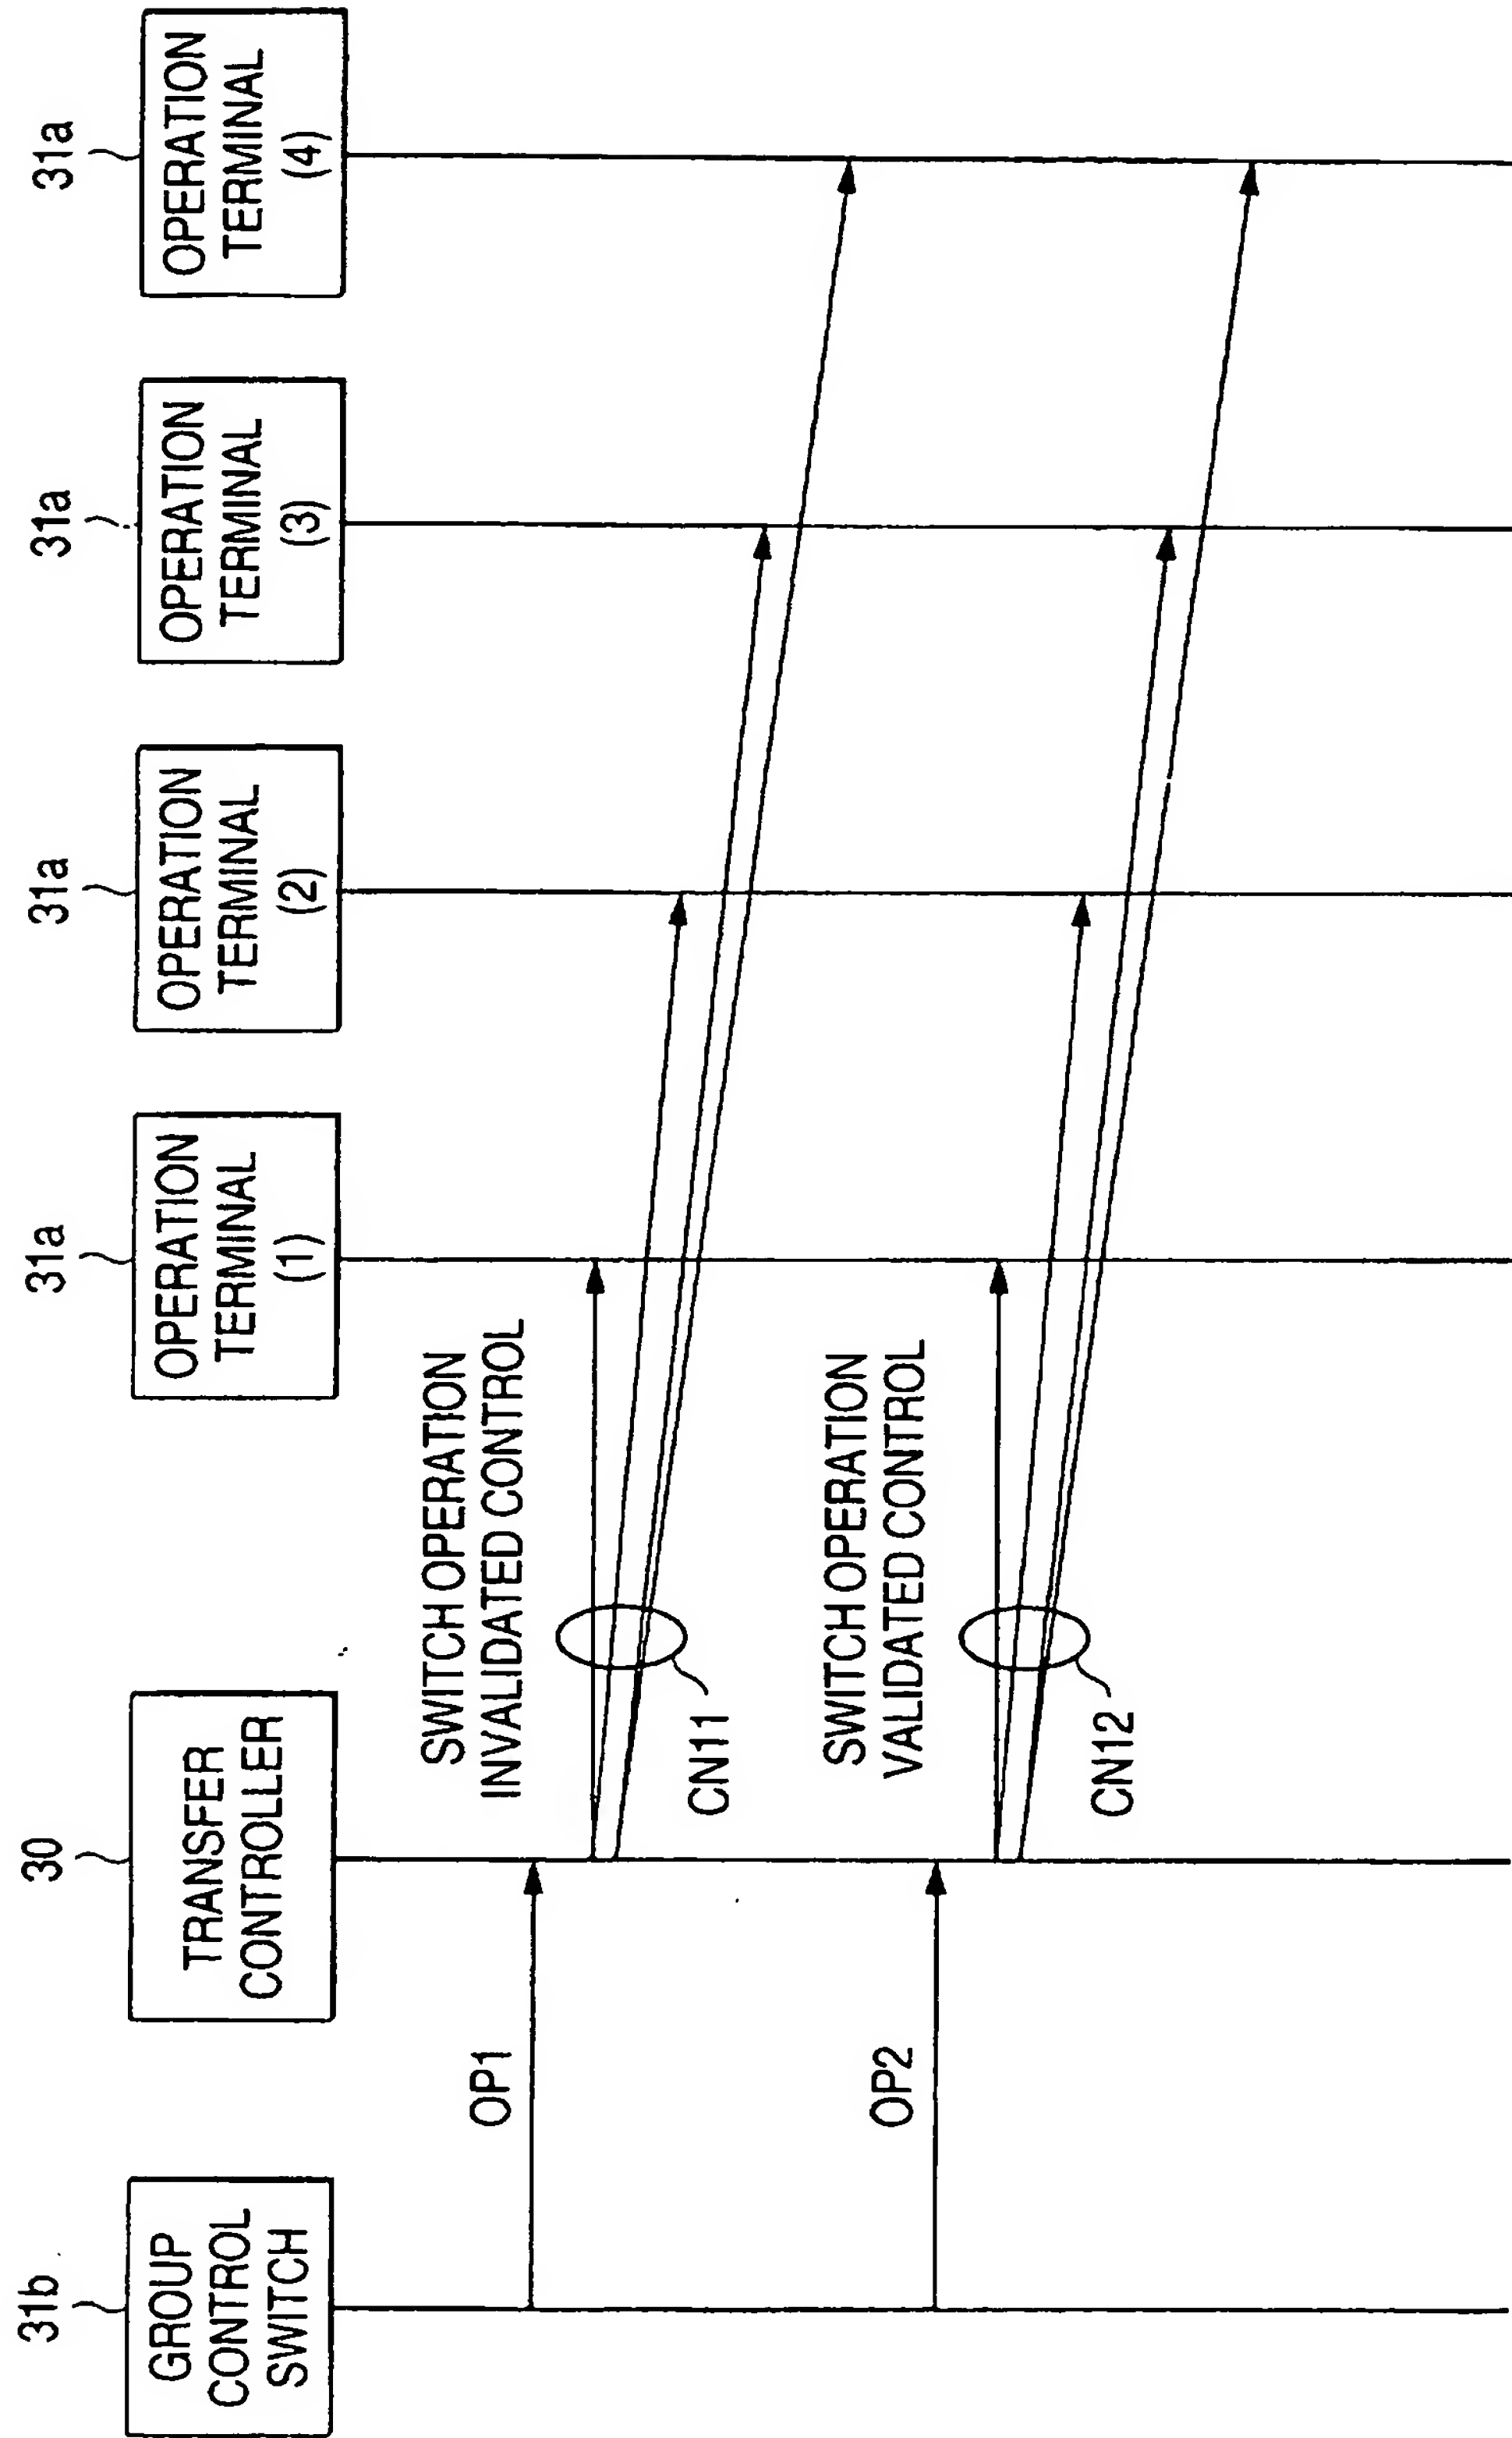 31b
GROUP
CONTROL
SWITCH
30
TRANSFER
CONTROLLER
31a
OPERATION
TERMINAL
(1)
31a
OPERATION
TERMINAL
(2)
31a
OPERATION
TERMINAL
(3)
31a
OPERATION
TERMINAL
(4)
OP1
SWITCH OPERATION
INVALIDATED CONTROL
CN11
OP2
SWITCH OPERATION
VALIDATED CONTROL
CN12